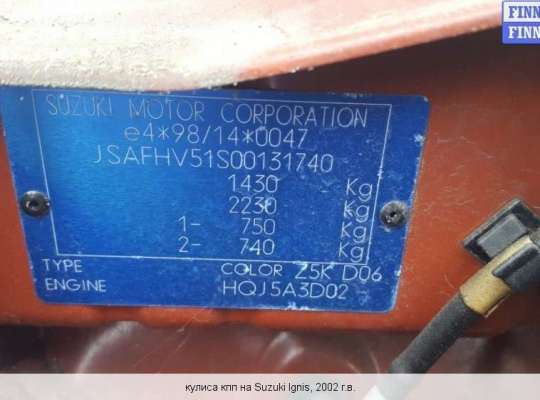 FINN
FINN
SUZUKI MOTOR CORPORATION
e4*98/14*0047
JSAFHV51S00131740
1430 Kg
2230 Kg
1- 750 Kg
2- 740 Kg
TYPE COLOR Z5K D06
ENGINE HQJ5A3D02
кулиса кпп на Suzuki Ignis, 2002 г.в.